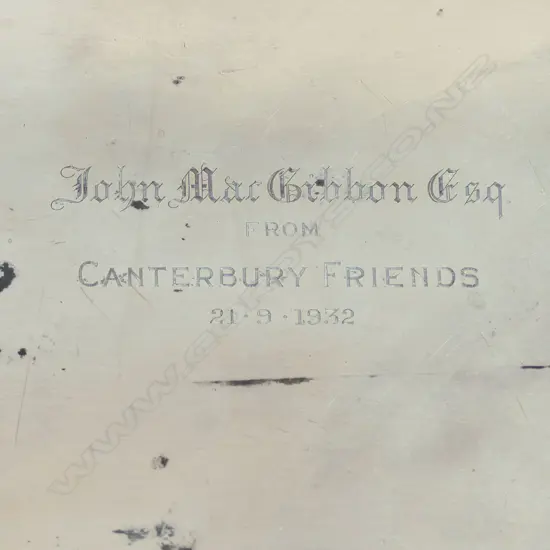 John MacGibbon Esq
FROM
CANTERBURY FRIENDS
21·9·1932